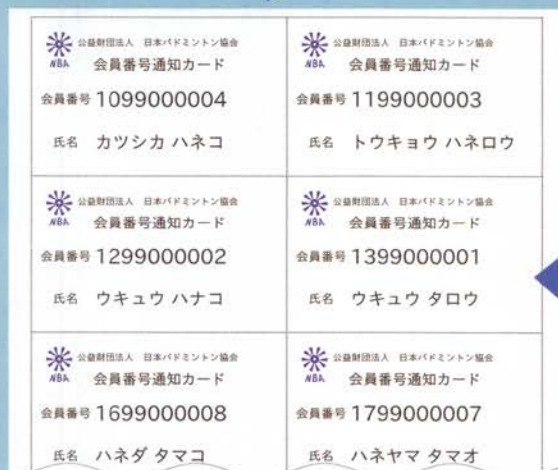 公益財団法人 日本バドミントン協会
NBA 会員番号通知カード
会員番号 1099000004
氏名 カツシカ ハネコ
公益財団法人 日本バドミントン協会
NBA 会員番号通知カード
会員番号 1199000003
氏名 トウキョウ ハネロウ
公益財団法人 日本バドミントン協会
NBA 会員番号通知カード
会員番号 1299000002
氏名 ウキュウ ハナコ
公益財団法人 日本バドミントン協会
NBA 会員番号通知カード
会員番号 1399000001
氏名 ウキュウ タロウ
公益財団法人 日本バドミントン協会
NBA 会員番号通知カード
会員番号 1699000008
氏名 ハネダ タマコ
公益財団法人 日本バドミントン協会
NBA 会員番号通知カード
会員番号 1799000007
氏名 ハネヤマ タマオ